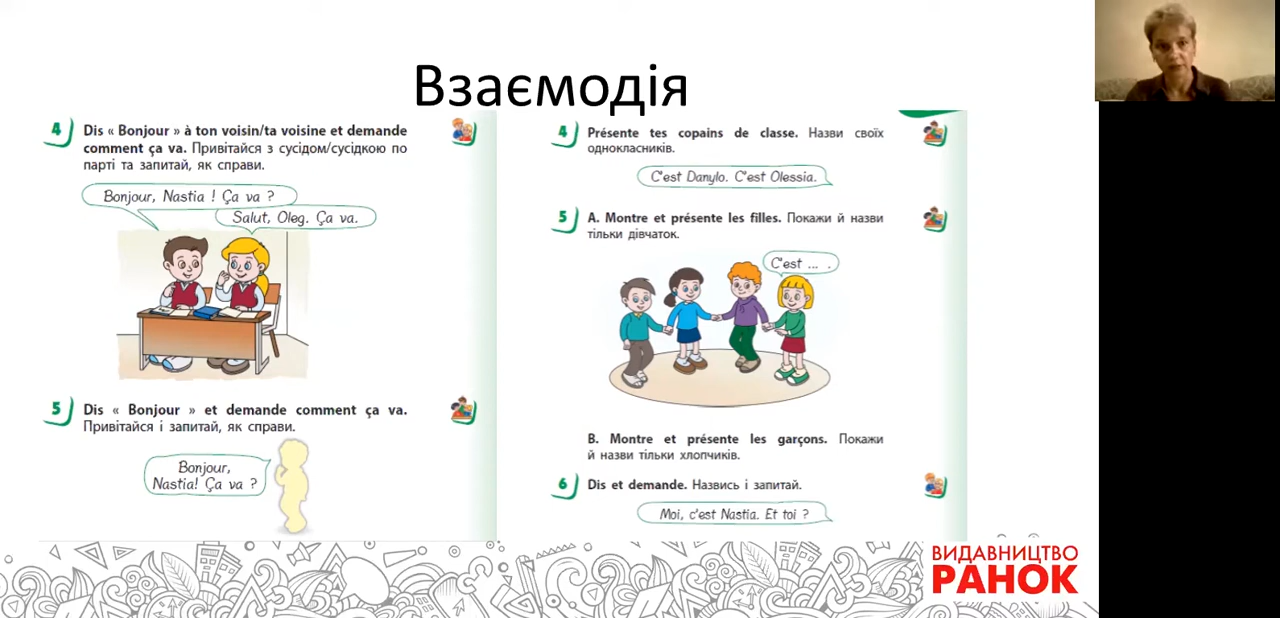 Взаємодія
4 Dis « Bonjour » à ton voisin/ta voisine et demande
comment ça va. Привітайся з сусідом/сусідкою по
парті та запитай, як справи.
Bonjour, Nastia ! Ça va ?
Salut, Oleg. Ça va.
5 Dis « Bonjour » et demande comment ça va.
Привітайся і запитай, як справи.
Bonjour,
Nastia! Ça va ?
4 Présente tes copains de classe. Назви своїх
однокласників.
C'est Danylo. C'est Olessia.
5 A. Montre et présente les filles. Покажи й назви
тільки дівчаток.
C'est ... .
B. Montre et présente les garçons. Покажи
й назви тільки хлопчиків.
6 Dis et demande. Назвись і запитай.
Moi, c'est Nastia. Et toi ?
ВИДАВНИЦТВО
РАНОК